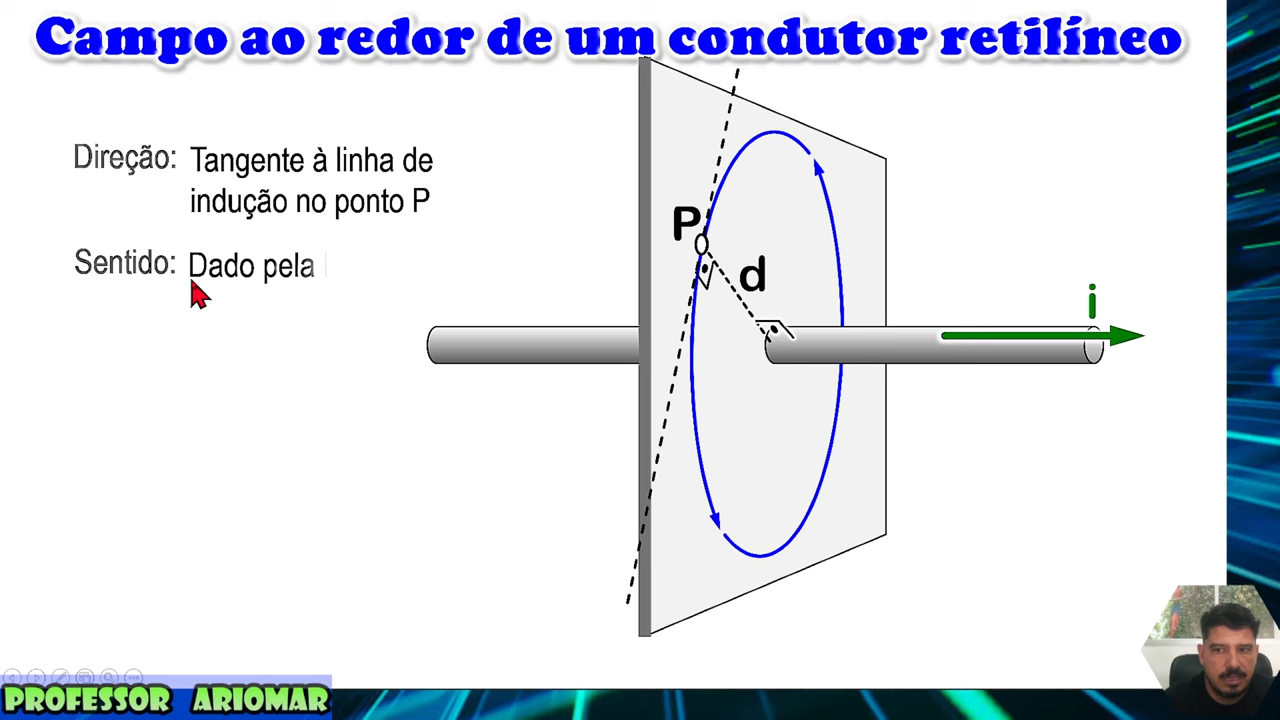 Campo ao redor de um condutor retilíneo
Direção: Tangente à linha de
indução no ponto P
Sentido: Dado pela
P
d
i
PROFESSOR ARIOMAR